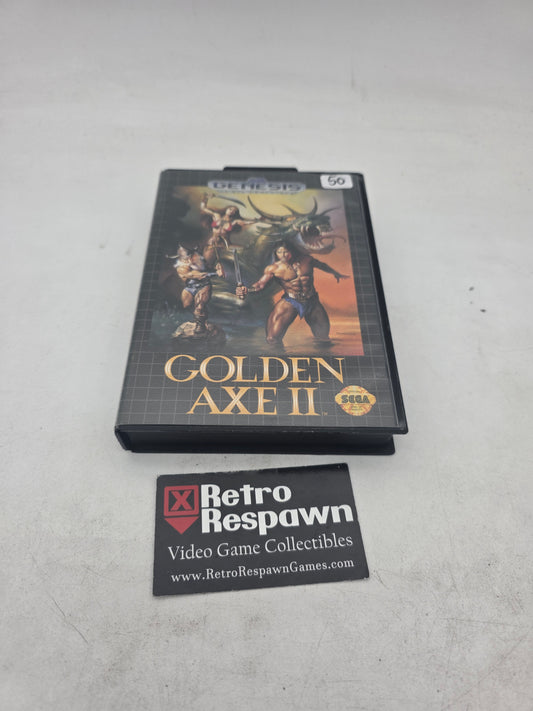 GENESIS
50
GOLDEN
AXE II
SEGA
X Retro
Respawn
Video Game Collectibles
www.RetroRespawnGames.com